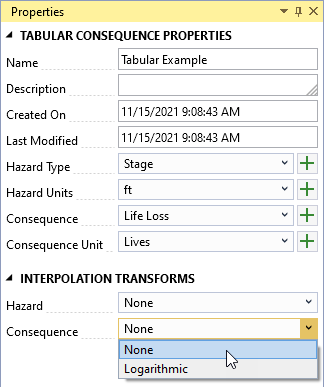 Properties
TABULAR CONSEQUENCE PROPERTIES
Name Tabular Example
Description
Created On 11/15/2021 9:08:43 AM
Last Modified 11/15/2021 9:08:43 AM
Hazard Type Stage
Hazard Units ft
Consequence Life Loss
Consequence Unit Lives
INTERPOLATION TRANSFORMS
Hazard None
Consequence None
None
Logarithmic